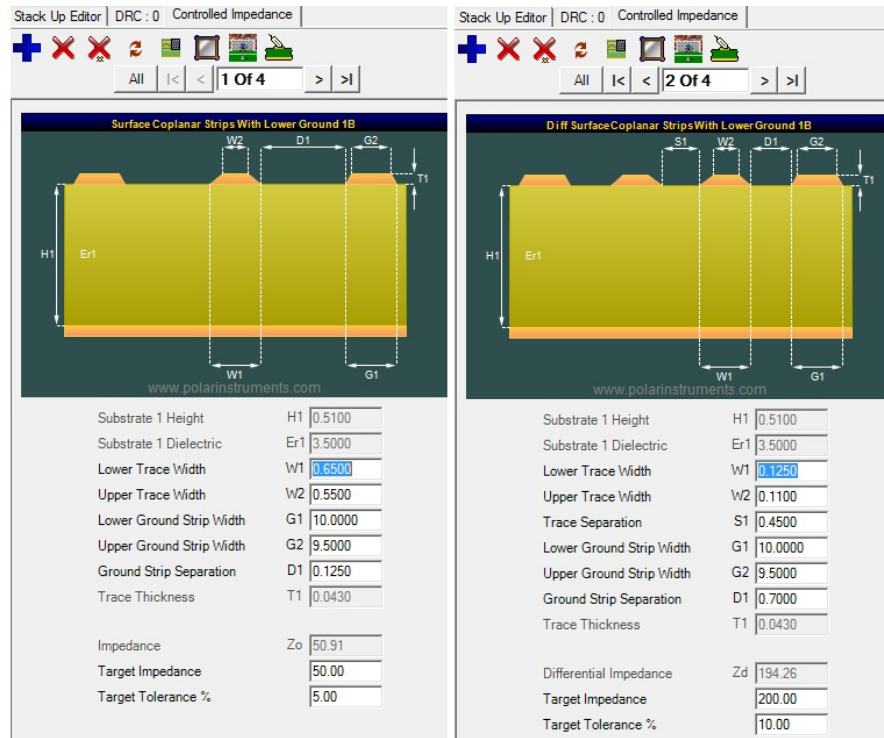 Stack Up Editor DRC : 0 Controlled Impedance
All |< < 1 Of 4 > >|
Surface Coplanar Strips With Lower Ground 1B
W2 D1 G2
T1
H1 Er1
W1 G1
www.polarinstruments.com
Substrate 1 Height H1 0.5100
Substrate 1 Dielectric Er1 3.5000
Lower Trace Width W1 0.6500
Upper Trace Width W2 0.5500
Lower Ground Strip Width G1 10.0000
Upper Ground Strip Width G2 9.5000
Ground Strip Separation D1 0.1250
Trace Thickness T1 0.0430
Impedance Zo 50.91
Target Impedance 50.00
Target Tolerance % 5.00
Stack Up Editor DRC : 0 Controlled Impedance
All |< < 2 Of 4 > >|
Diff Surface Coplanar Strips With Lower Ground 1B
S1 W2 D1 G2
T1
H1 Er1
W1 G1
www.polarinstruments.com
Substrate 1 Height H1 0.5100
Substrate 1 Dielectric Er1 3.5000
Lower Trace Width W1 0.1250
Upper Trace Width W2 0.1100
Trace Separation S1 0.4500
Lower Ground Strip Width G1 10.0000
Upper Ground Strip Width G2 9.5000
Ground Strip Separation D1 0.7000
Trace Thickness T1 0.0430
Differential Impedance Zd 194.26
Target Impedance 200.00
Target Tolerance % 10.00